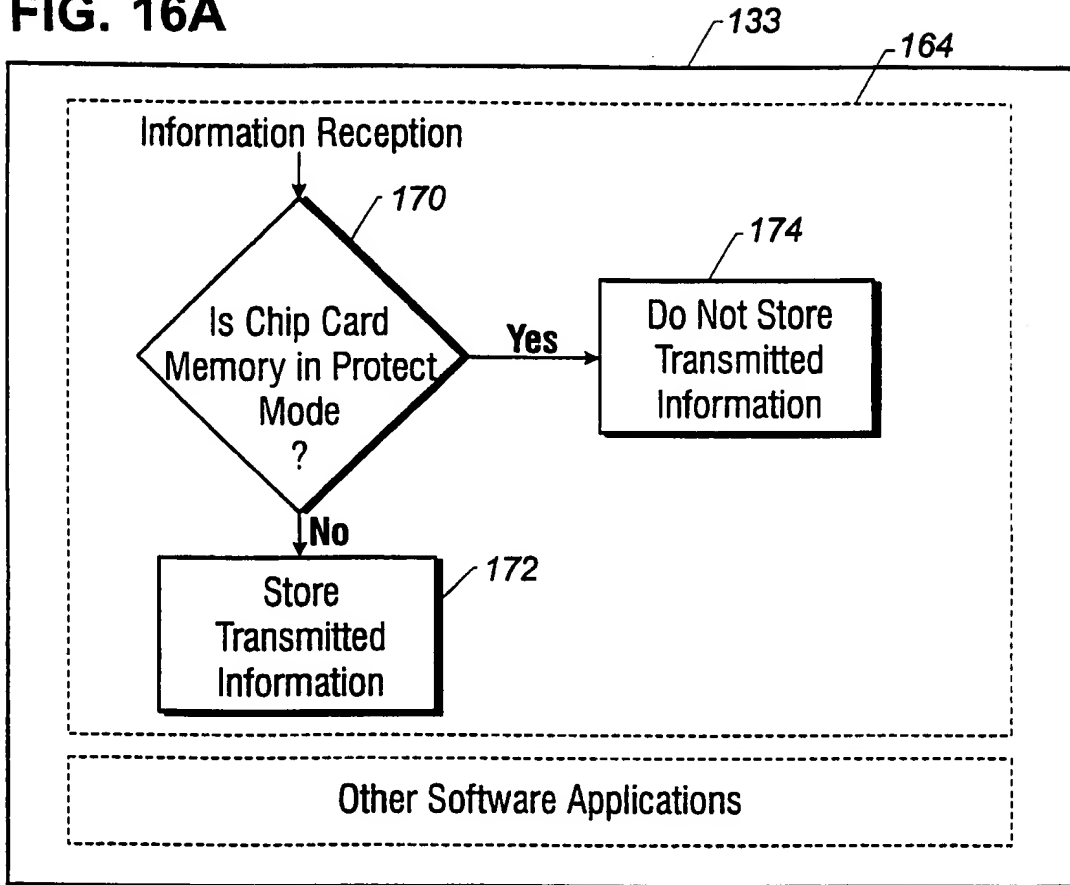 FIG. 16A
133
164
Information Reception
170
Is Chip Card
Memory in Protect
Mode
?
Yes
174
Do Not Store
Transmitted
Information
No
172
Store
Transmitted
Information
Other Software Applications